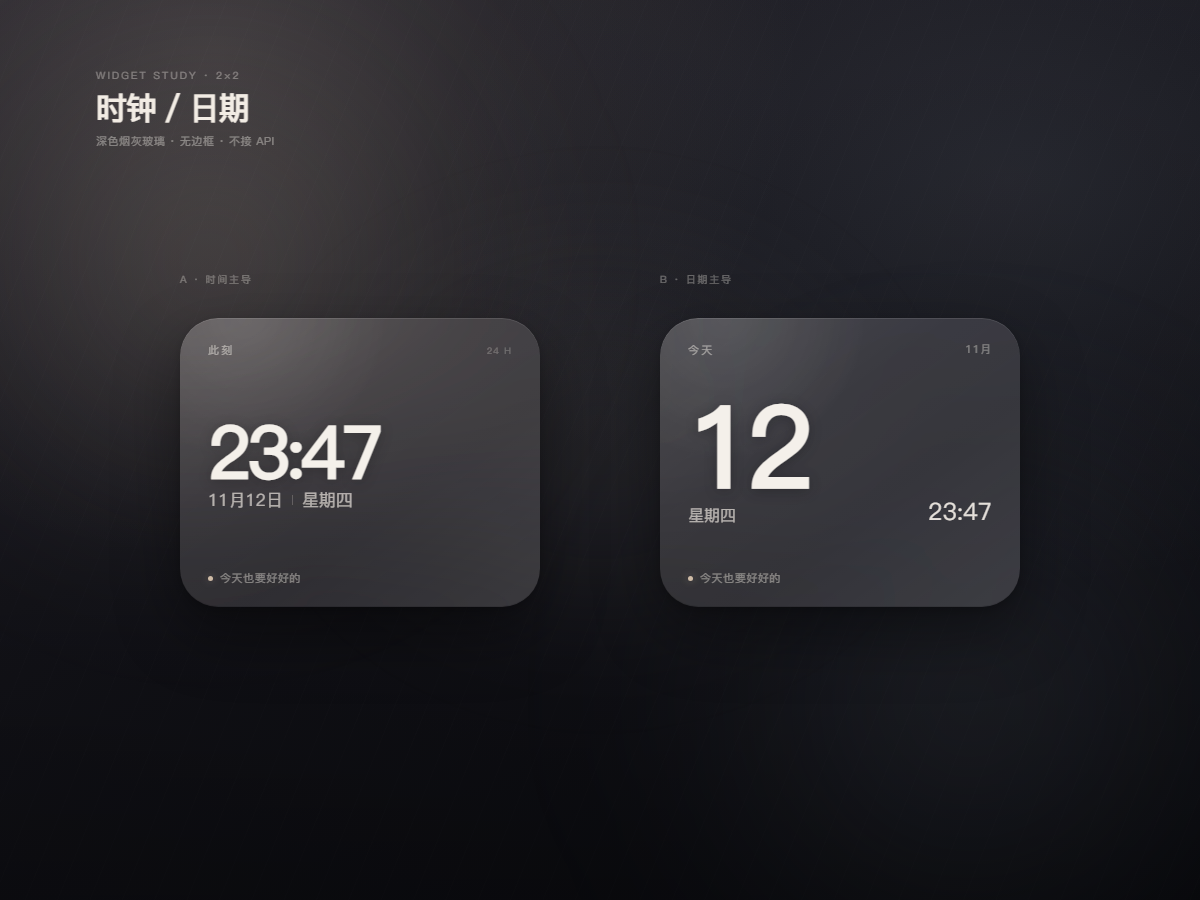 WIDGET STUDY · 2×2
时钟 / 日期
深色烟灰玻璃 · 无边框 · 不接 API
A · 时间主导
此刻
24 H
23:47
11月12日 | 星期四
今天也要好好的
B · 日期主导
今天
11月
12
星期四
23:47
今天也要好好的